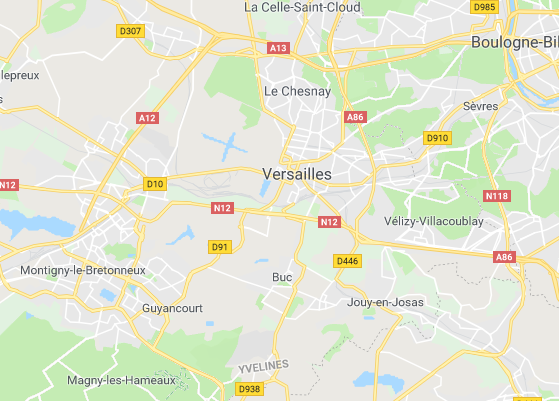 La Celle-Saint-Cloud
D985
D307
A13
Boulogne-Bil
lepreux
Le Chesnay
s
Sèvres
A12
A86
D910
Versailles
N12
D10
N118
N12
N12
Vélizy-Villacoublay
D91
A86
D446
Montigny-le-Bretonneux
Buc
Guyancourt
Jouy-en-Josas
YVELINES
Magny-les-Hameaux
D938